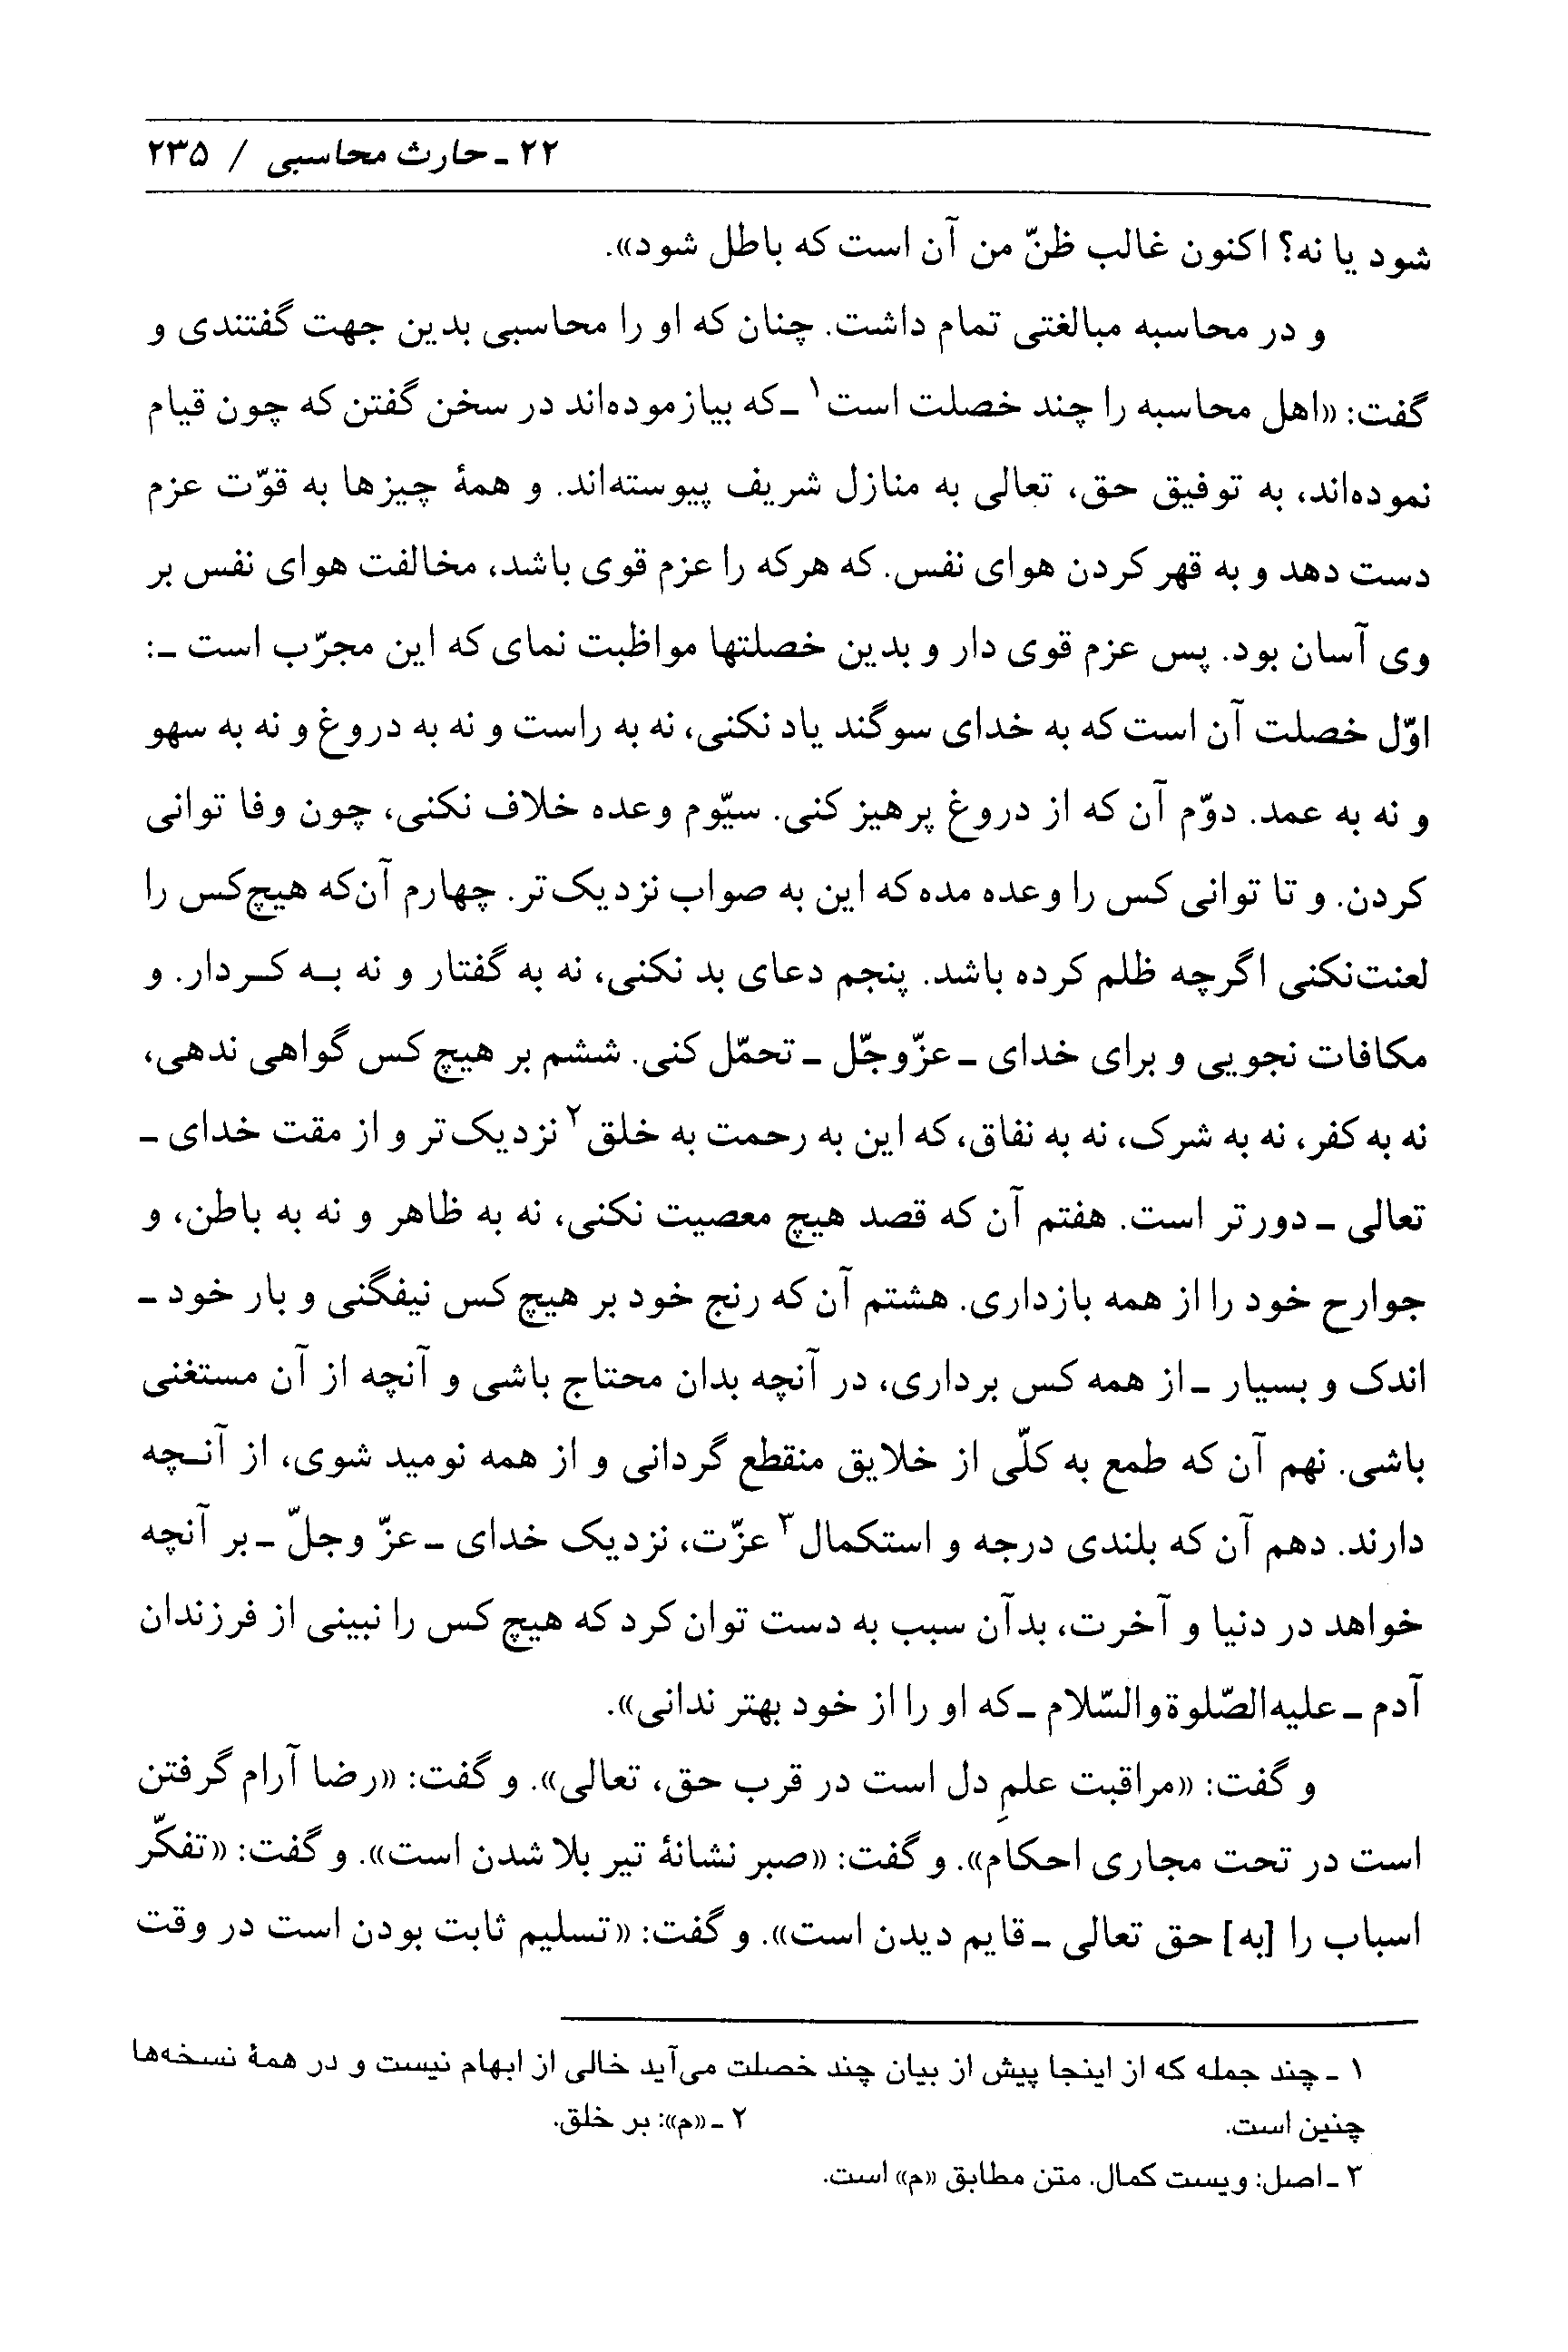 ۲۲ ـ حارث محاسبی / ۲۳۵
شود یا نه؟ اکنون غالب ظنّ من آن است که باطل شود».
و در محاسبه مبالغتی تمام داشت. چنان که او را محاسبی بدین جهت گفتندی و
گفت: «اهل محاسبه را چند خصلت است۱ ـ که بیازموده‌اند در سخن گفتن که چون قیام
نموده‌اند، به توفیق حق، تعالی به منازل شریف پیوسته‌اند. و همهٔ چیزها به قوّت عزم
دست دهد و به قهر کردن هوای نفس. که هرکه را عزم قوی باشد، مخالفت هوای نفس بر
وی آسان بود. پس عزم قوی دار و بدین خصلتها مواظبت نمای که این مجرّب است ـ:
اوّل خصلت آن است که به خدای سوگند یاد نکنی، نه به راست و نه به دروغ و نه به سهو
و نه به عمد. دوّم آن که از دروغ پرهیز کنی. سیّوم وعده خلاف نکنی، چون وفا توانی
کردن. و تا توانی کس را وعده مده که این به صواب نزدیک‌تر. چهارم آن‌که هیچ‌کس را
لعنت‌نکنی اگرچه ظلم کرده باشد. پنجم دعای بد نکنی، نه به گفتار و نه بـه کـردار. و
مکافات نجویی و برای خدای ـ عزّوجّل ـ تحمّل کنی. ششم بر هیچ کس گواهی ندهی،
نه به کفر، نه به شرک، نه به نفاق، که این به رحمت به خلق۲ نزدیک‌تر و از مقت خدای ـ
تعالی ـ دورتر است. هفتم آن که قصد هیچ معصیت نکنی، نه به ظاهر و نه به باطن، و
جوارح خود را از همه بازداری. هشتم آن که رنج خود بر هیچ کس نیفگنی و بار خود ـ
اندک و بسیار ـ از همه کس برداری، در آنچه بدان محتاج باشی و آنچه از آن مستغنی
باشی. نهم آن که طمع به کلّی از خلایق منقطع گردانی و از همه نومید شوی، از آنـچه
دارند. دهم آن که بلندی درجه و استکمال۳ عزّت، نزدیک خدای ـ عزّ وجلّ ـ بر آنچه
خواهد در دنیا و آخرت، بدآن سبب به دست توان کرد که هیچ کس را نبینی از فرزندان
آدم ـ علیه‌الصّلوة‌والسّلام ـ که او را از خود بهتر ندانی».
و گفت: «مراقبت علمِ دل است در قرب حق، تعالی». و گفت: «رضا آرام گرفتن
است در تحت مجاری احکام». و گفت: «صبر نشانهٔ تیر بلا شدن است». و گفت: «تفکّر
اسباب را [به] حق تعالی ـ قایم دیدن است». و گفت: «تسلیم ثابت بودن است در وقت
۱ ـ چند جمله که از اینجا پیش از بیان چند خصلت می‌آید خالی از ابهام نیست و در همهٔ نسخه‌ها
چنین است. ۲ ـ «م»: بر خلق.
۳ ـ اصل: ویست کمال. متن مطابق «م» است.